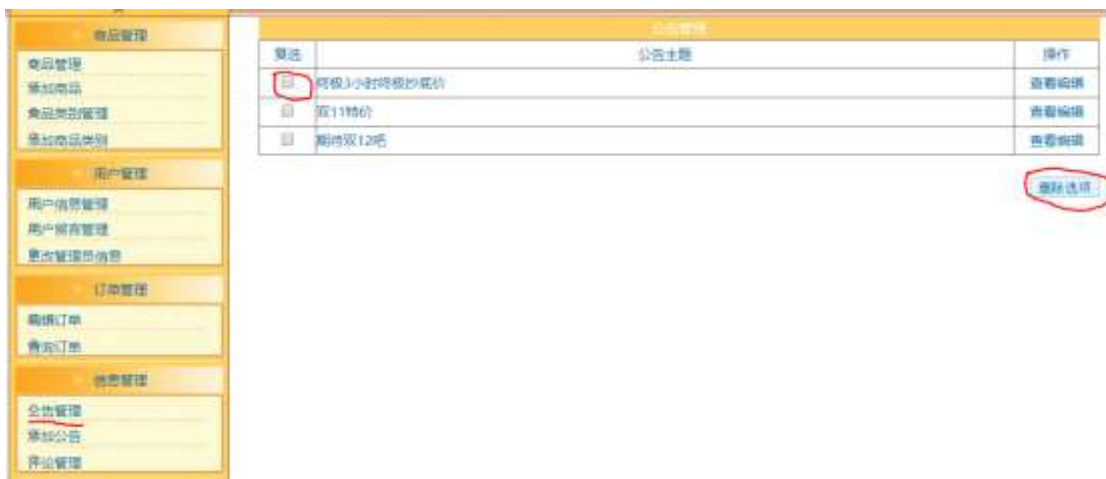 商品管理
商品管理
添加商品
商品类别管理
添加商品类别
用户管理
用户信息管理
用户留言管理
更改管理员信息
订单管理
编辑订单
查询订单
信息管理
公告管理
添加公告
评论管理
公告管理
复选 公告主题 操作
终极3小时终极抄底价 查看编辑
双11特价 查看编辑
期待双12吧 查看编辑
删除选项